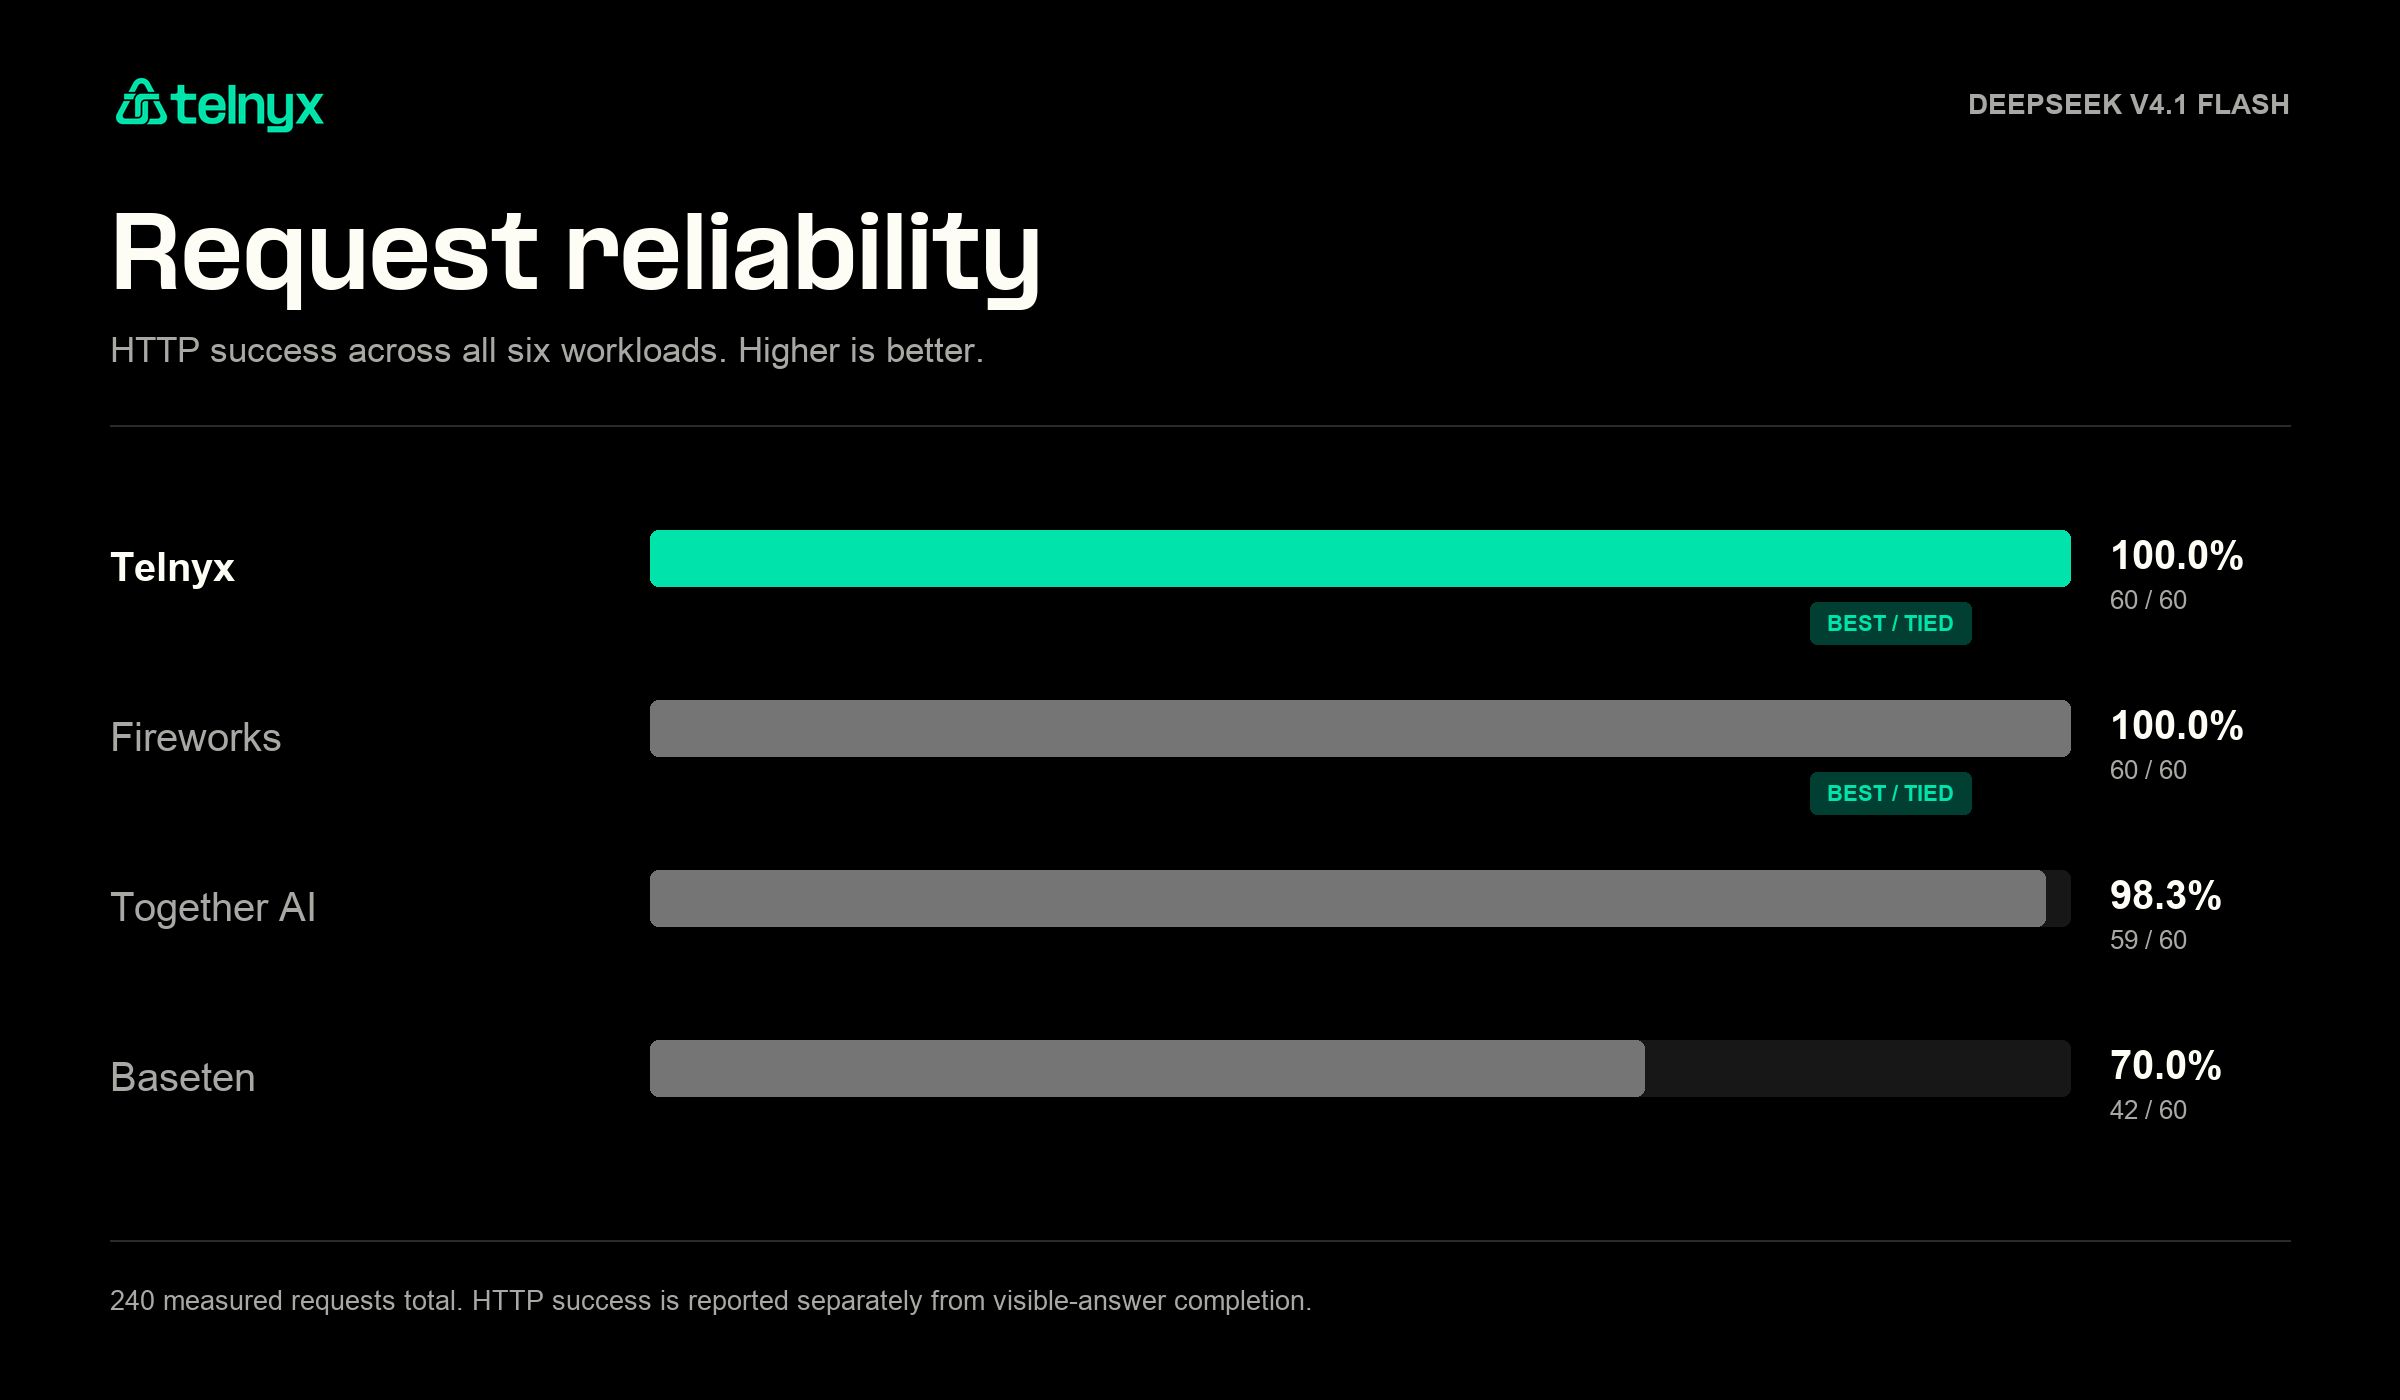 telnyx
DEEPSEEK V4.1 FLASH
Request reliability
HTTP success across all six workloads. Higher is better.
Telnyx
100.0%
60 / 60
BEST / TIED
Fireworks
100.0%
60 / 60
BEST / TIED
Together AI
98.3%
59 / 60
Baseten
70.0%
42 / 60
240 measured requests total. HTTP success is reported separately from visible-answer completion.